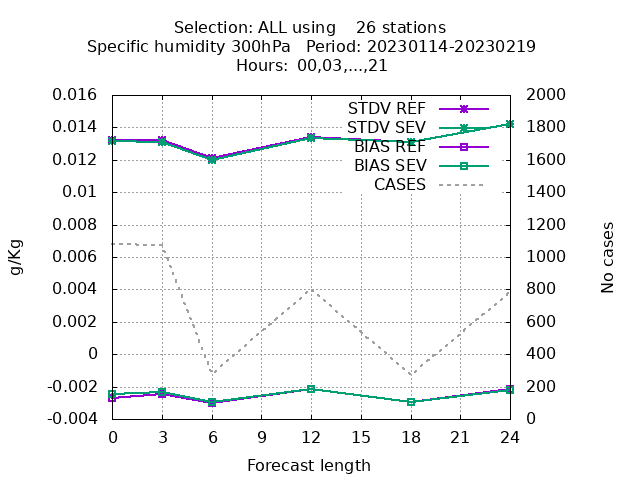 Selection: ALL using    26 stations
Specific humidity 300hPa   Period: 20230114-20230219
Hours: 00,03,...,21
0.016
0.014
0.012
0.01
0.008
0.006
0.004
0.002
0
-0.002
-0.004
g/Kg
STDV REF
STDV SEV
BIAS REF
BIAS SEV
CASES
2000
1800
1600
1400
1200
1000
800
600
400
200
0
No cases
0 3 6 9 12 15 18 21 24
Forecast length